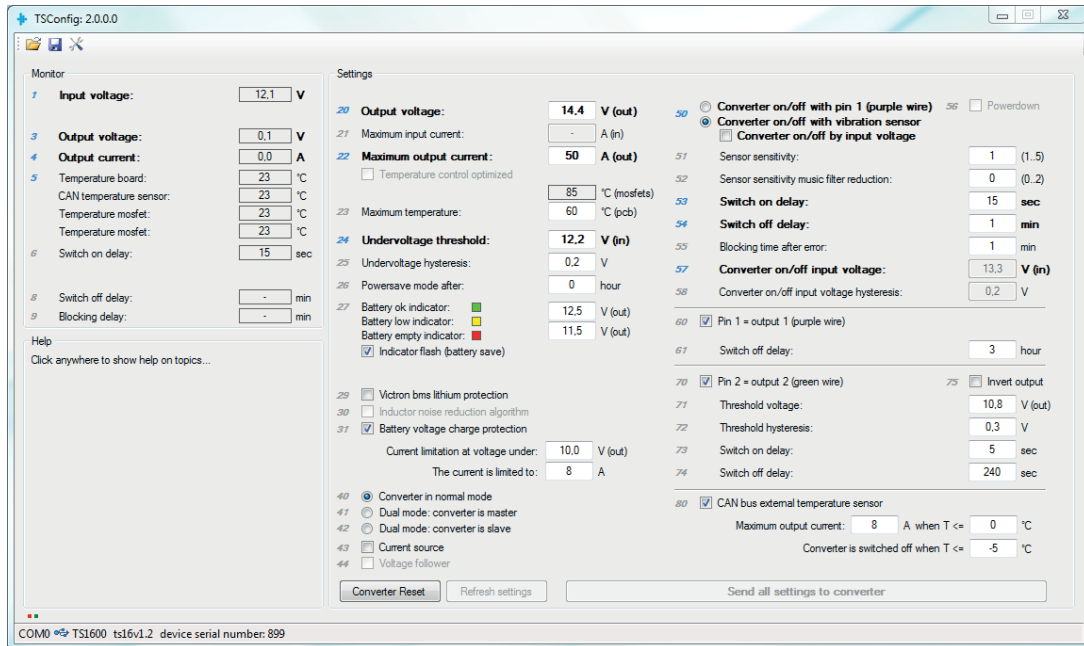 TSConfig: 2.0.0.0
Monitor
1 Input voltage: 12,1 V
3 Output voltage: 0,1 V
4 Output current: 0,0 A
5 Temperature board: 23 °C
CAN temperature sensor: 23 °C
Temperature mosfet: 23 °C
Temperature mosfet: 23 °C
6 Switch on delay: 15 sec
8 Switch off delay: - min
9 Blocking delay: - min
Help
Click anywhere to show help on topics...
Settings
20 Output voltage: 14,4 V (out)
21 Maximum input current: - A (in)
22 Maximum output current: 50 A (out)
Temperature control optimized
85 °C (mosfets)
23 Maximum temperature: 60 °C (pcb)
24 Undervoltage threshold: 12,2 V (in)
25 Undervoltage hysteresis: 0,2 V
26 Powersave mode after: 0 hour
27 Battery ok indicator: 12,5 V (out)
Battery low indicator:
Battery empty indicator: 11,5 V (out)
Indicator flash (battery save)
29 Victron bms lithium protection
30 Inductor noise reduction algorithm
31 Battery voltage charge protection
Current limitation at voltage under: 10,0 V (out)
The current is limited to: 8 A
40 Converter in normal mode
41 Dual mode: converter is master
42 Dual mode: converter is slave
43 Current source
44 Voltage follower
Converter Reset Refresh settings
50 Converter on/off with pin 1 (purple wire) 56 Powerdown
Converter on/off with vibration sensor
Converter on/off by input voltage
51 Sensor sensitivity: 1 (1..5)
52 Sensor sensitivity music filter reduction: 0 (0..2)
53 Switch on delay: 15 sec
54 Switch off delay: 1 min
55 Blocking time after error: 1 min
57 Converter on/off input voltage: 13,3 V (in)
58 Converter on/off input voltage hysteresis: 0,2 V
60 Pin 1 = output 1 (purple wire)
61 Switch off delay: 3 hour
70 Pin 2 = output 2 (green wire) 75 Invert output
71 Threshold voltage: 10,8 V (out)
72 Threshold hysteresis: 0,3 V
73 Switch on delay: 5 sec
74 Switch off delay: 240 sec
80 CAN bus external temperature sensor
Maximum output current: 8 A when T <= 0 °C
Converter is switched off when T <= -5 °C
Send all settings to converter
COM0 TS1600 ts16v1.2 device serial number: 899